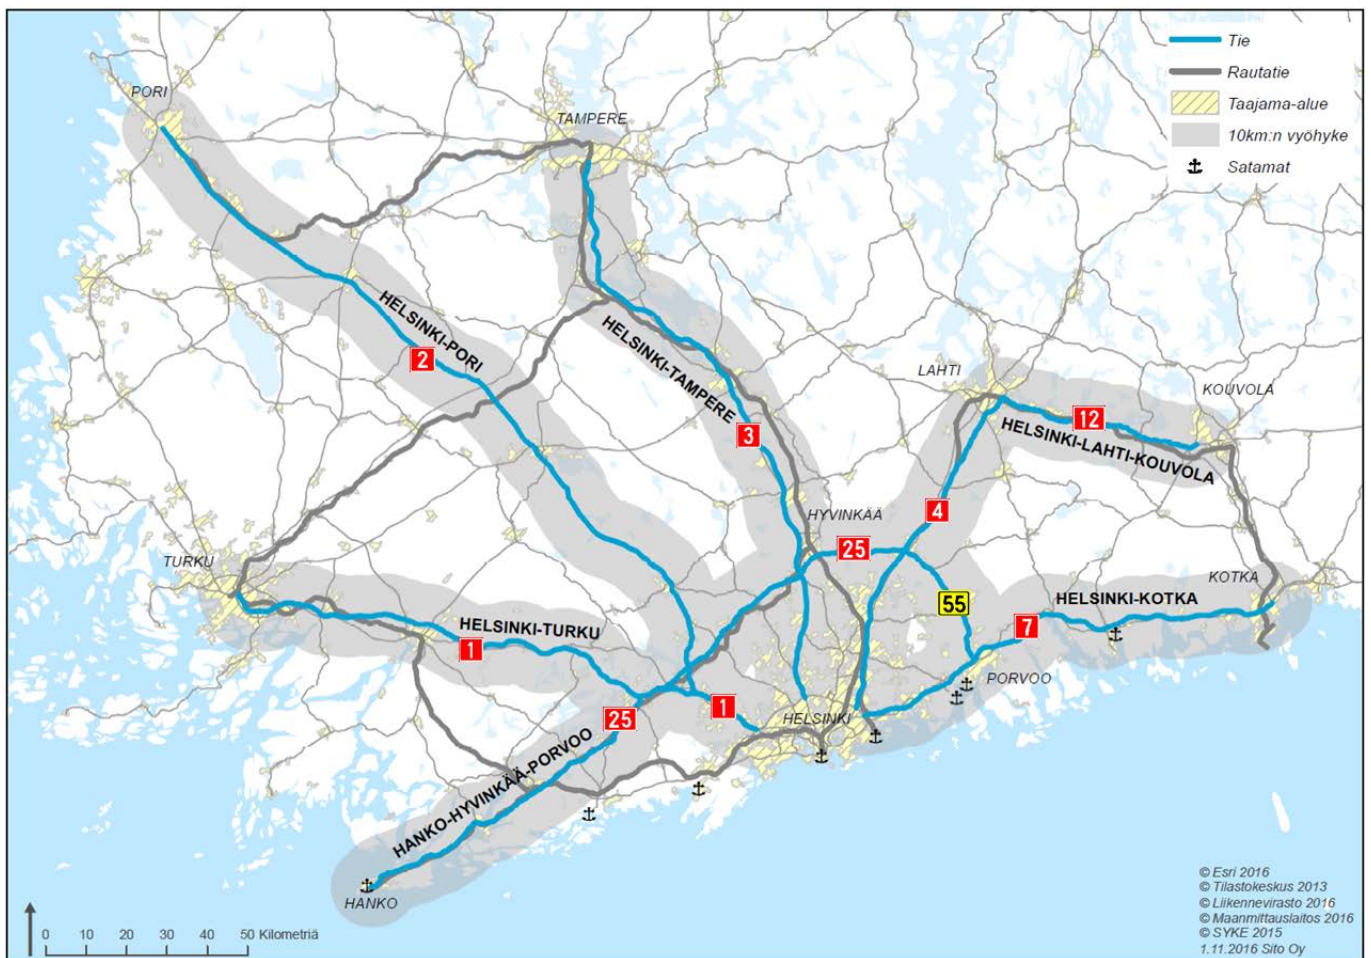 Tie
Rautatie
Taajama-alue
10km:n vyöhyke
Satamat
PORI
TAMPERE
HELSINKI-PORI
2
HELSINKI-TAMPERE
3
LAHTI
KOUVOLA
12
HELSINKI-LAHTI-KOUVOLA
4
HYVINKÄÄ
25
TURKU
KOTKA
55
HELSINKI-KOTKA
7
HELSINKI-TURKU
1
PORVOO
1
25
HELSINKI
HANKO-HYVINKÄÄ-PORVOO
HANKO
0 10 20 30 40 50 Kilometriä
© Esri 2016
© Tilastokeskus 2013
© Liikennevirasto 2016
© Maanmittauslaitos 2016
© SYKE 2015
1.11.2016 Sito Oy